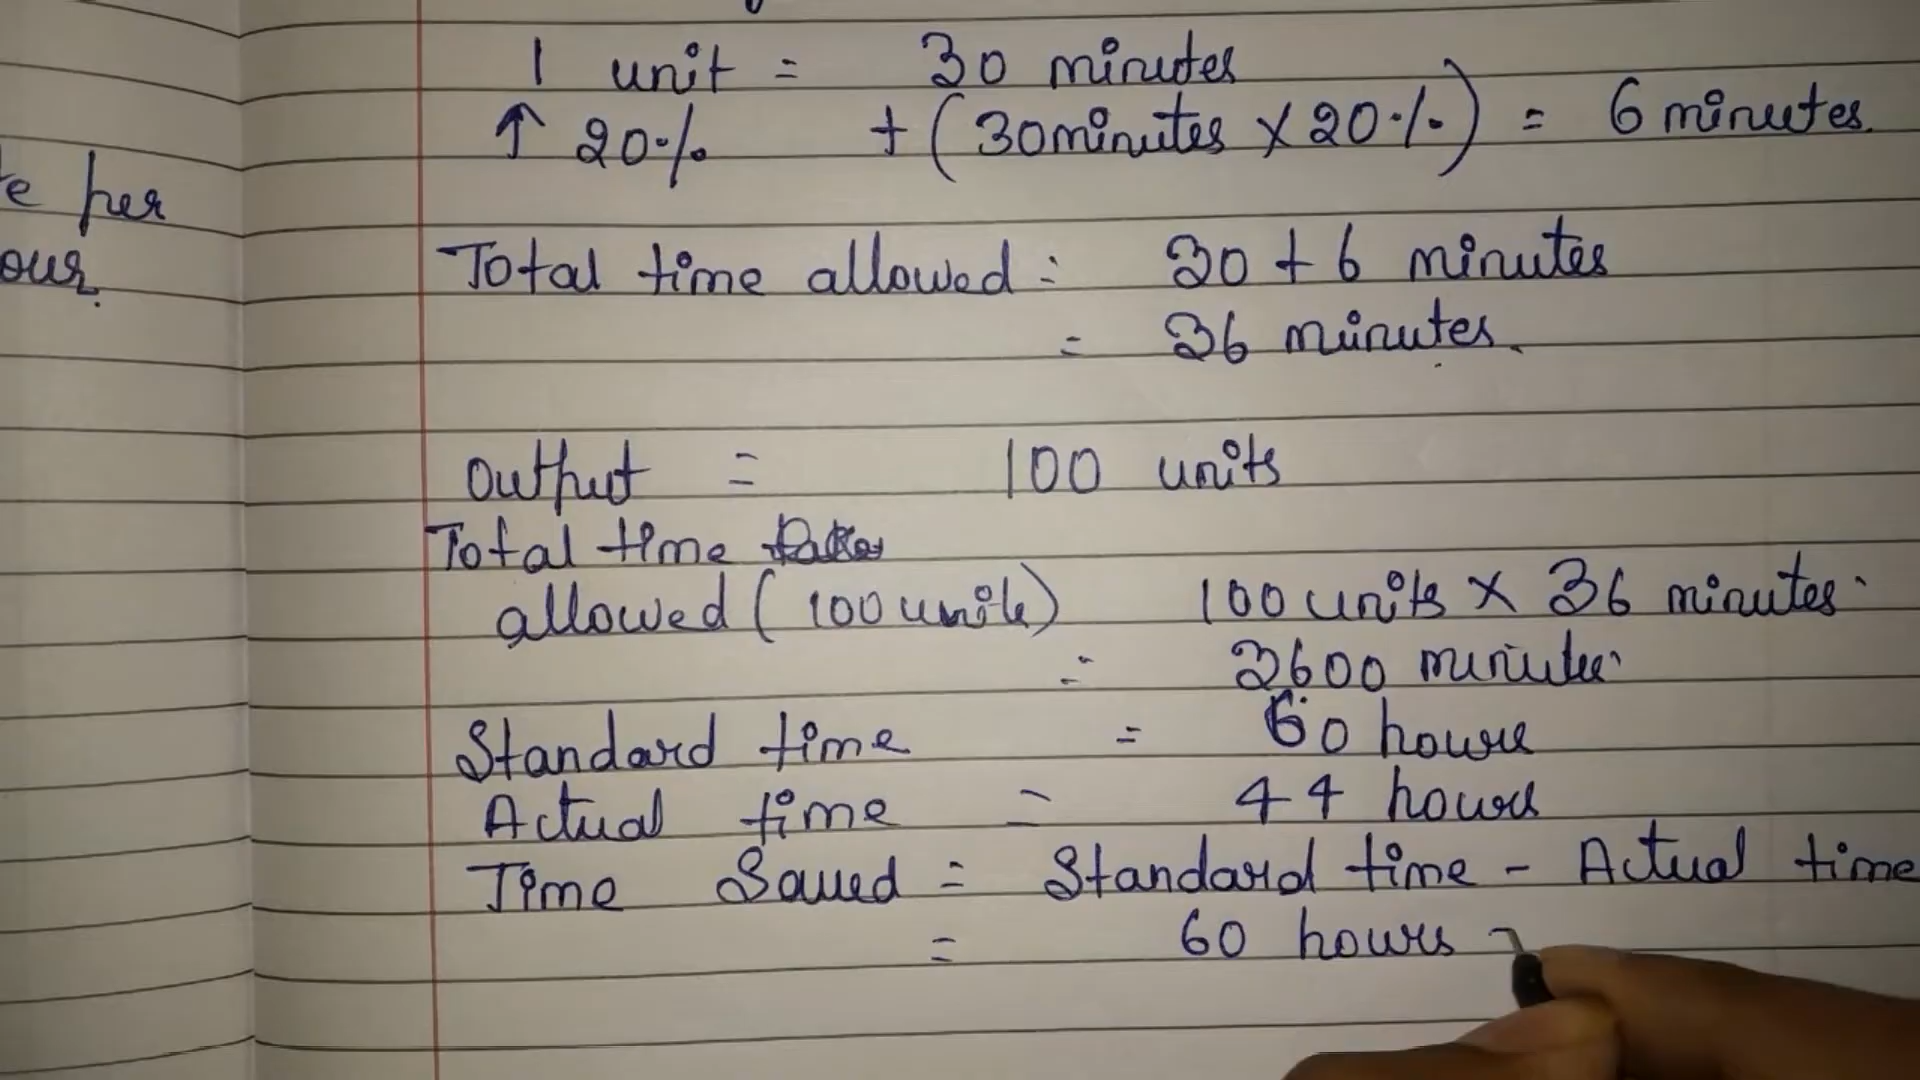 e per
our.
1 unit = 30 minutes
↑ 20% + (30minutes × 20%) = 6 minutes.
Total time allowed = 30 + 6 minutes
= 36 minutes.
output = 100 units
Total time
allowed (100 units) 100 units × 36 minutes.
= 3600 minutes.
Standard time = 60 hours
Actual time = 44 hours
Time Saved = Standard time - Actual time
= 60 hours -